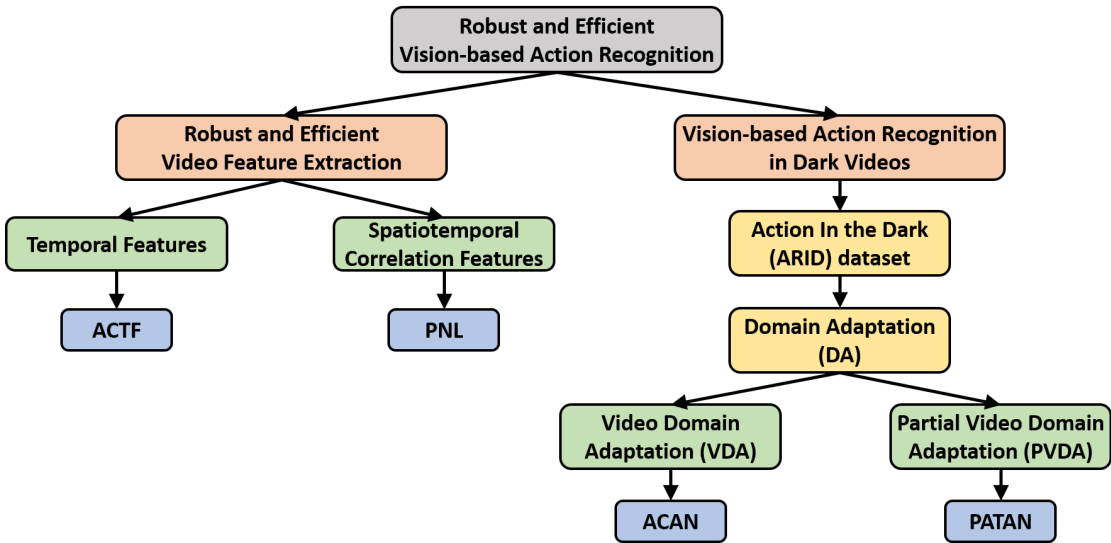 Robust and Efficient
Vision-based Action Recognition
Robust and Efficient
Video Feature Extraction
Vision-based Action Recognition
in Dark Videos
Temporal Features
Spatiotemporal
Correlation Features
Action In the Dark
(ARID) dataset
ACTF
PNL
Domain Adaptation
(DA)
Video Domain
Adaptation (VDA)
Partial Video Domain
Adaptation (PVDA)
ACAN
PATAN